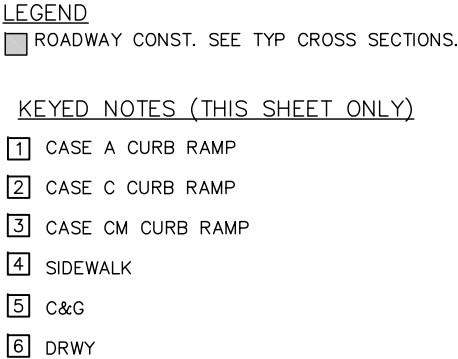 LEGEND
ROADWAY CONST. SEE TYP CROSS SECTIONS.
KEYED NOTES (THIS SHEET ONLY)
1 CASE A CURB RAMP
2 CASE C CURB RAMP
3 CASE CM CURB RAMP
4 SIDEWALK
5 C&G
6 DRWY